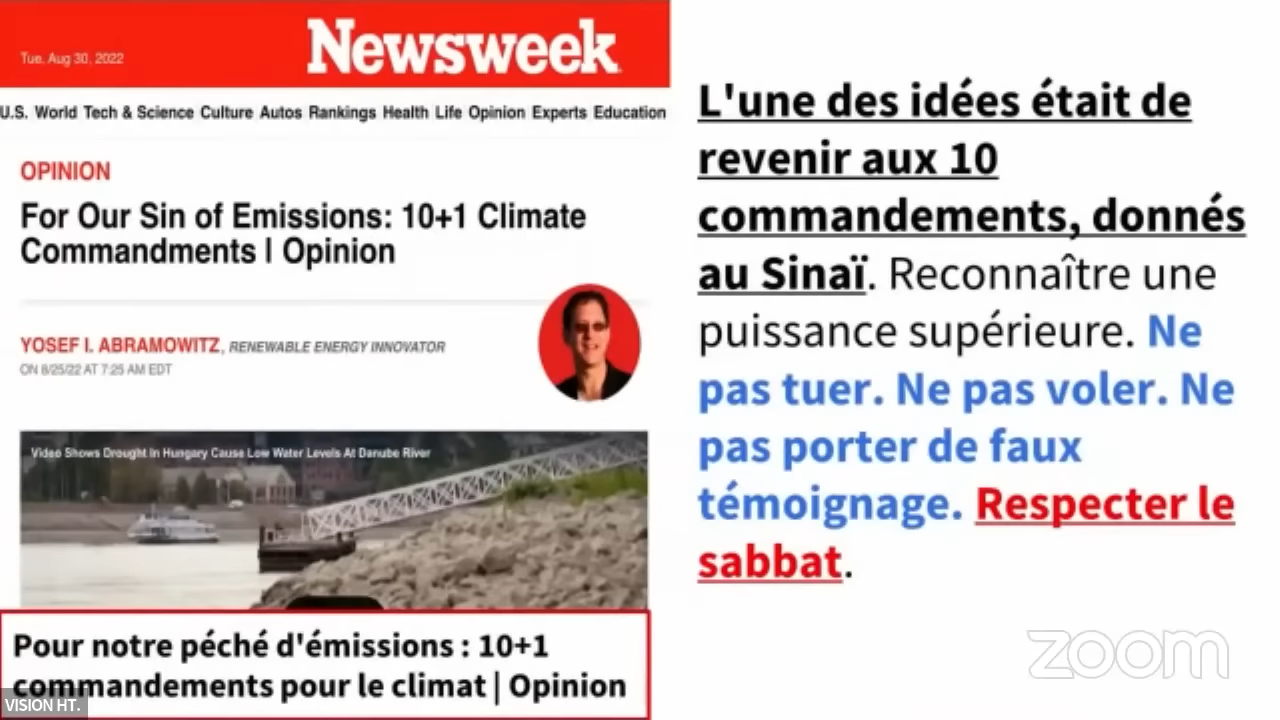 Tue, Aug 30, 2022
Newsweek
U.S. World Tech & Science Culture Autos Rankings Health Life Opinion Experts Education
OPINION
For Our Sin of Emissions: 10+1 Climate
Commandments | Opinion
YOSEF I. ABRAMOWITZ, RENEWABLE ENERGY INNOVATOR
ON 8/25/22 AT 7:25 AM EDT
Video Shows Drought In Hungary Cause Low Water Levels At Danube River
Pour notre péché d'émissions : 10+1
commandements pour le climat | Opinion
VISION HT.
L'une des idées était de
revenir aux 10
commandements, donnés
au Sinaï. Reconnaître une
puissance supérieure. Ne
pas tuer. Ne pas voler. Ne
pas porter de faux
témoignage. Respecter le
sabbat.
zoom